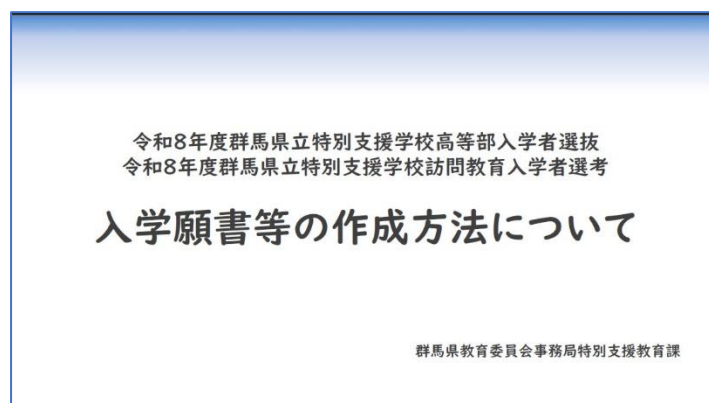 令和8年度群馬県立特別支援学校高等部入学者選抜
令和8年度群馬県立特別支援学校訪問教育入学者選考
入学願書等の作成方法について
群馬県教育委員会事務局特別支援教育課